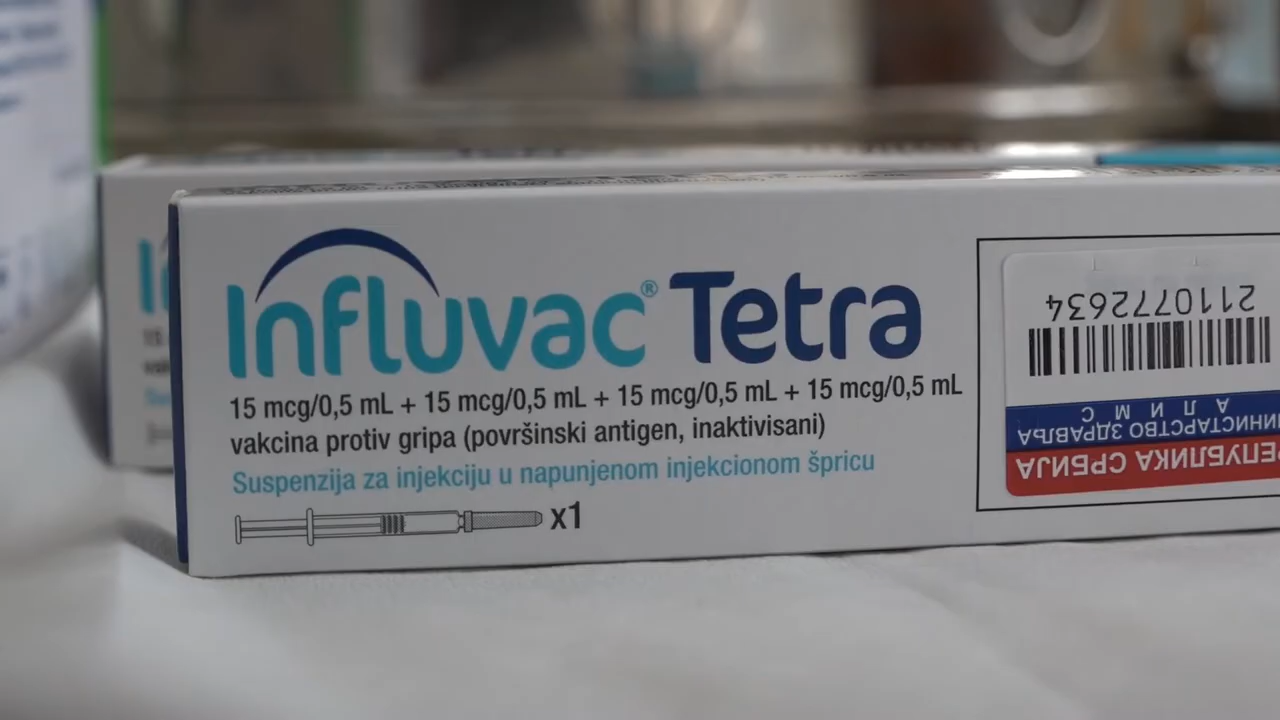 Influvac® Tetra
15 mcg/0,5 mL + 15 mcg/0,5 mL + 15 mcg/0,5 mL + 15 mcg/0,5 mL
vakcina protiv gripa (površinski antigen, inaktivisani)
Suspenzija za injekciju u napunjenom injekcionom špricu
x1
2110772634
АЛИМС
МИНИСТАРСТВО ЗДРАВЉА
РЕПУБЛИКА СРБИЈА